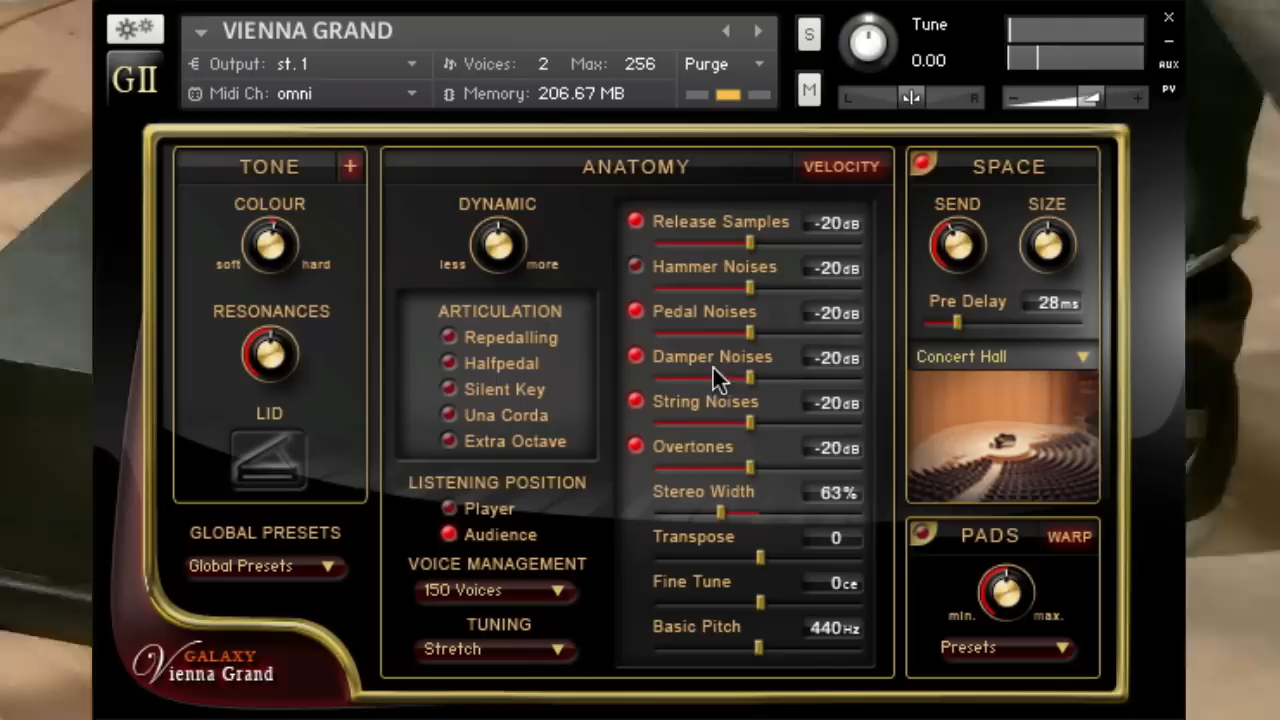 VIENNA GRAND
Output: st.1
Voices: 2 Max: 256
Purge
Midi Ch: omni
Memory: 206.67 MB
GII
S
M
Tune
0.00
L R
- +
×
–
AUX
PV
TONE +
COLOUR
soft hard
RESONANCES
LID
GLOBAL PRESETS
Global Presets
GALAXY
Vienna Grand
ANATOMY
VELOCITY
DYNAMIC
less more
ARTICULATION
Repedalling
Halfpedal
Silent Key
Una Corda
Extra Octave
LISTENING POSITION
Player
Audience
VOICE MANAGEMENT
150 Voices
TUNING
Stretch
Release Samples -20dB
Hammer Noises -20dB
Pedal Noises -20dB
Damper Noises -20dB
String Noises -20dB
Overtones -20dB
Stereo Width 63%
Transpose 0
Fine Tune 0ce
Basic Pitch 440Hz
SPACE
SEND SIZE
Pre Delay 28ms
Concert Hall
PADS WARP
min. max.
Presets